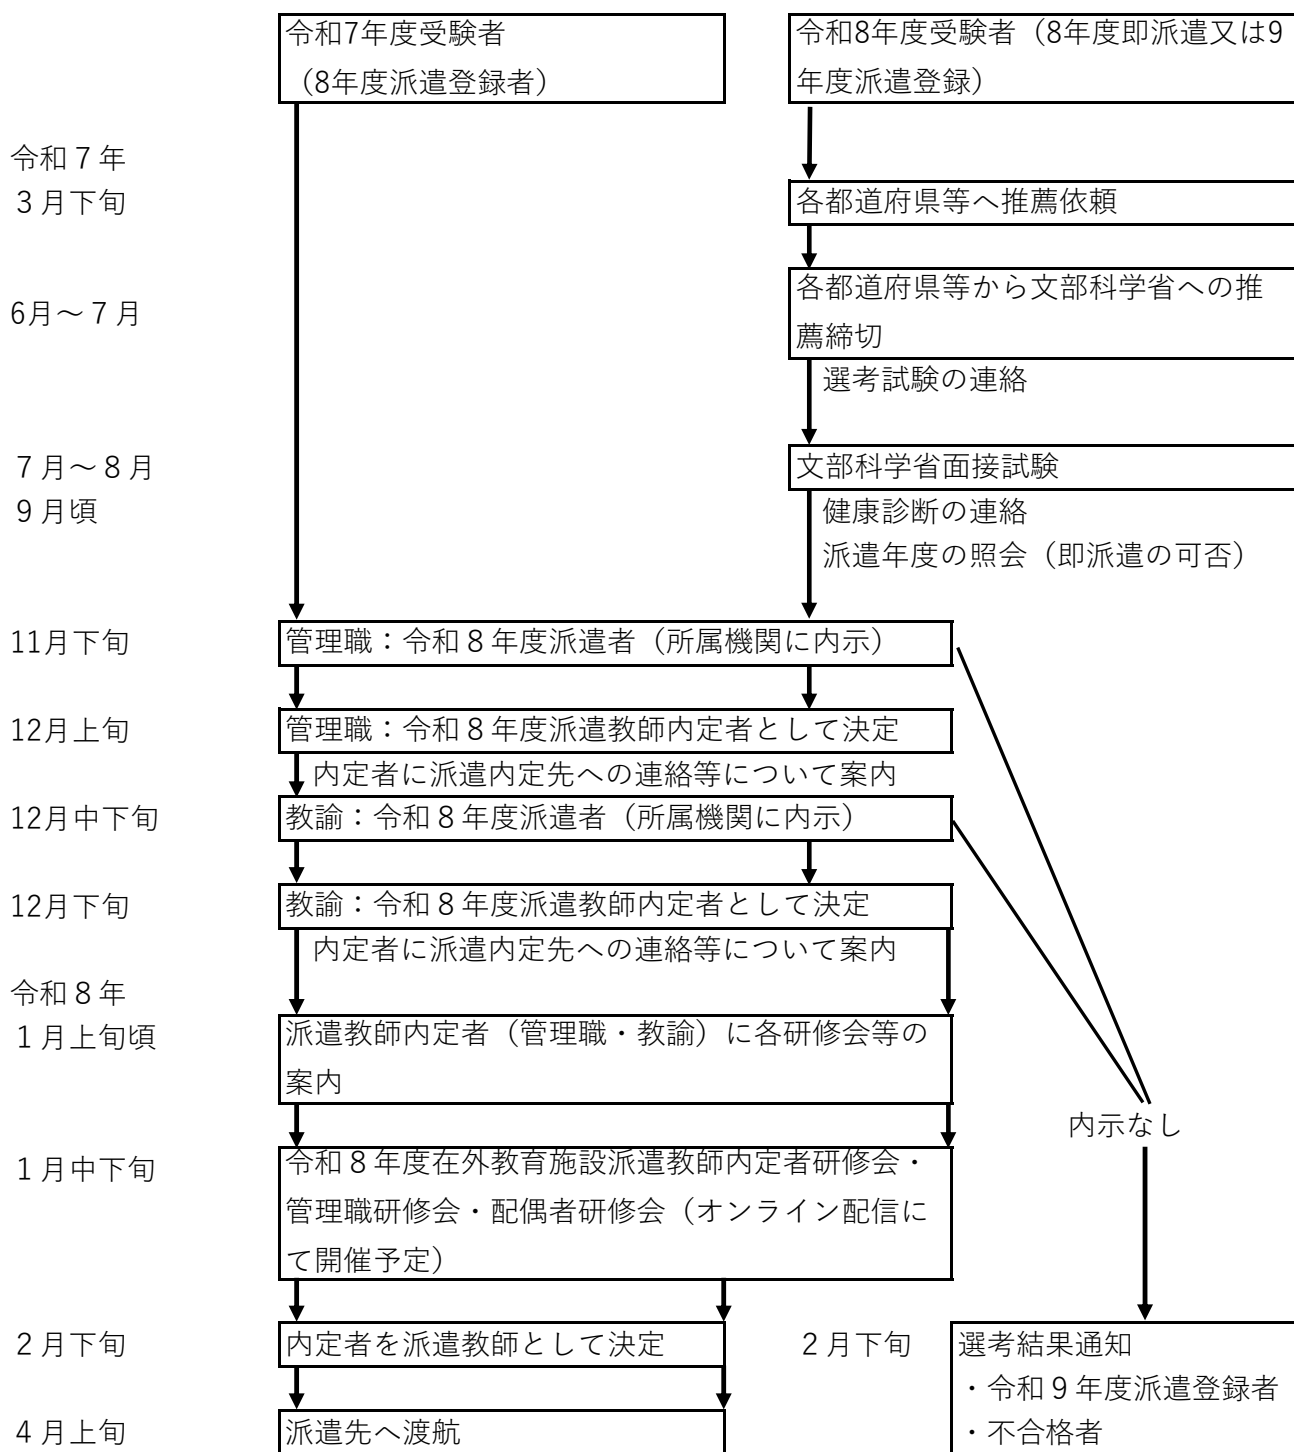 令和7年度受験者
（8年度派遣登録者）
令和8年度受験者（8年度即派遣又は9
年度派遣登録）
令和７年
３月下旬
各都道府県等へ推薦依頼
6月～７月
各都道府県等から文部科学省への推
薦締切
選考試験の連絡
７月～８月
文部科学省面接試験
９月頃
健康診断の連絡
派遣年度の照会（即派遣の可否）
11月下旬
管理職：令和８年度派遣者（所属機関に内示）
12月上旬
管理職：令和８年度派遣教師内定者として決定
内定者に派遣内定先への連絡等について案内
12月中下旬
教諭：令和８年度派遣者（所属機関に内示）
12月下旬
教諭：令和８年度派遣教師内定者として決定
内定者に派遣内定先への連絡等について案内
令和８年
１月上旬頃
派遣教師内定者（管理職・教諭）に各研修会等の
案内
内示なし
１月中下旬
令和８年度在外教育施設派遣教師内定者研修会・
管理職研修会・配偶者研修会（オンライン配信に
て開催予定）
２月下旬
内定者を派遣教師として決定
２月下旬
選考結果通知
・令和９年度派遣登録者
・不合格者
４月上旬
派遣先へ渡航